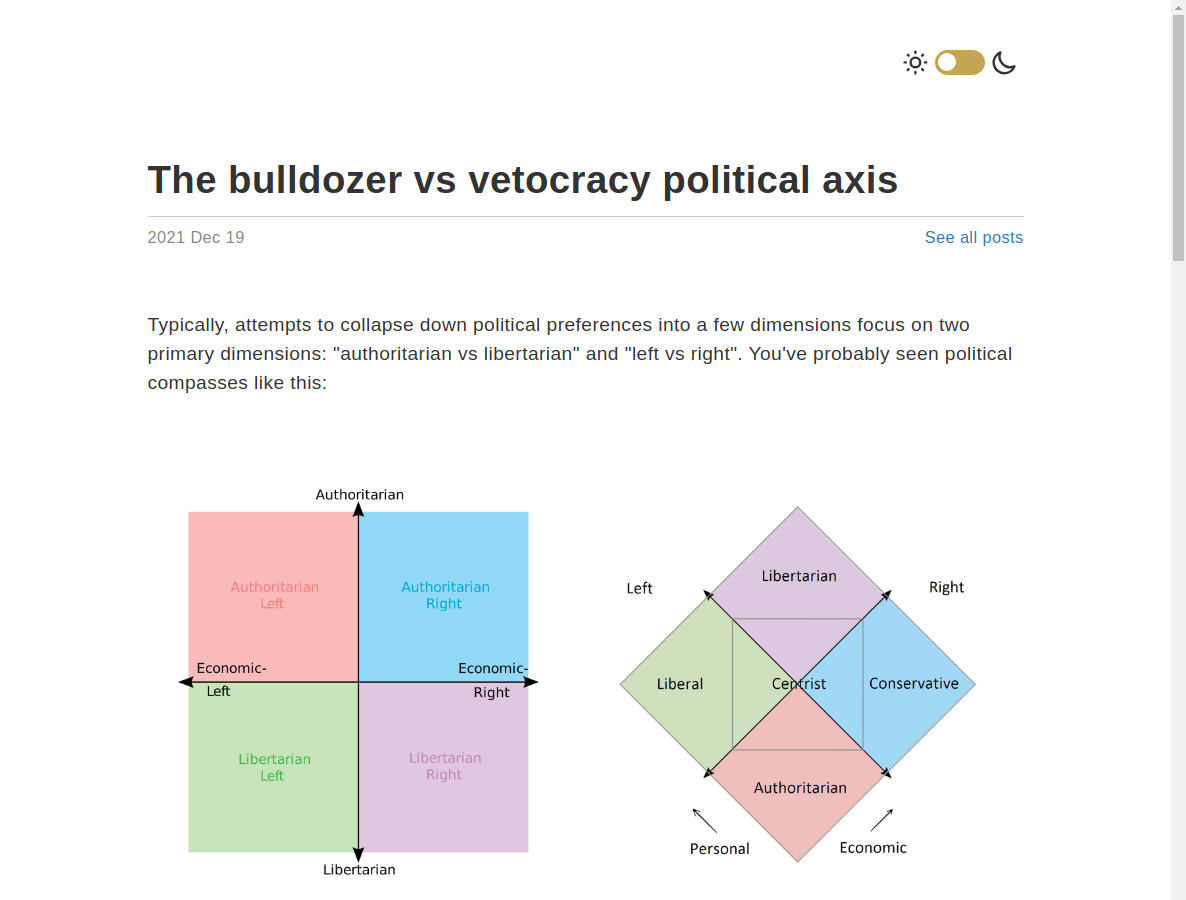 The bulldozer vs vetocracy political axis
2021 Dec 19
See all posts
Typically, attempts to collapse down political preferences into a few dimensions focus on two
primary dimensions: "authoritarian vs libertarian" and "left vs right". You've probably seen political
compasses like this:
Authoritarian
Authoritarian
Left
Authoritarian
Right
Economic-
Left
Economic-
Right
Libertarian
Left
Libertarian
Right
Libertarian
Libertarian
Left
Right
Liberal
Centrist
Conservative
Authoritarian
Personal
Economic